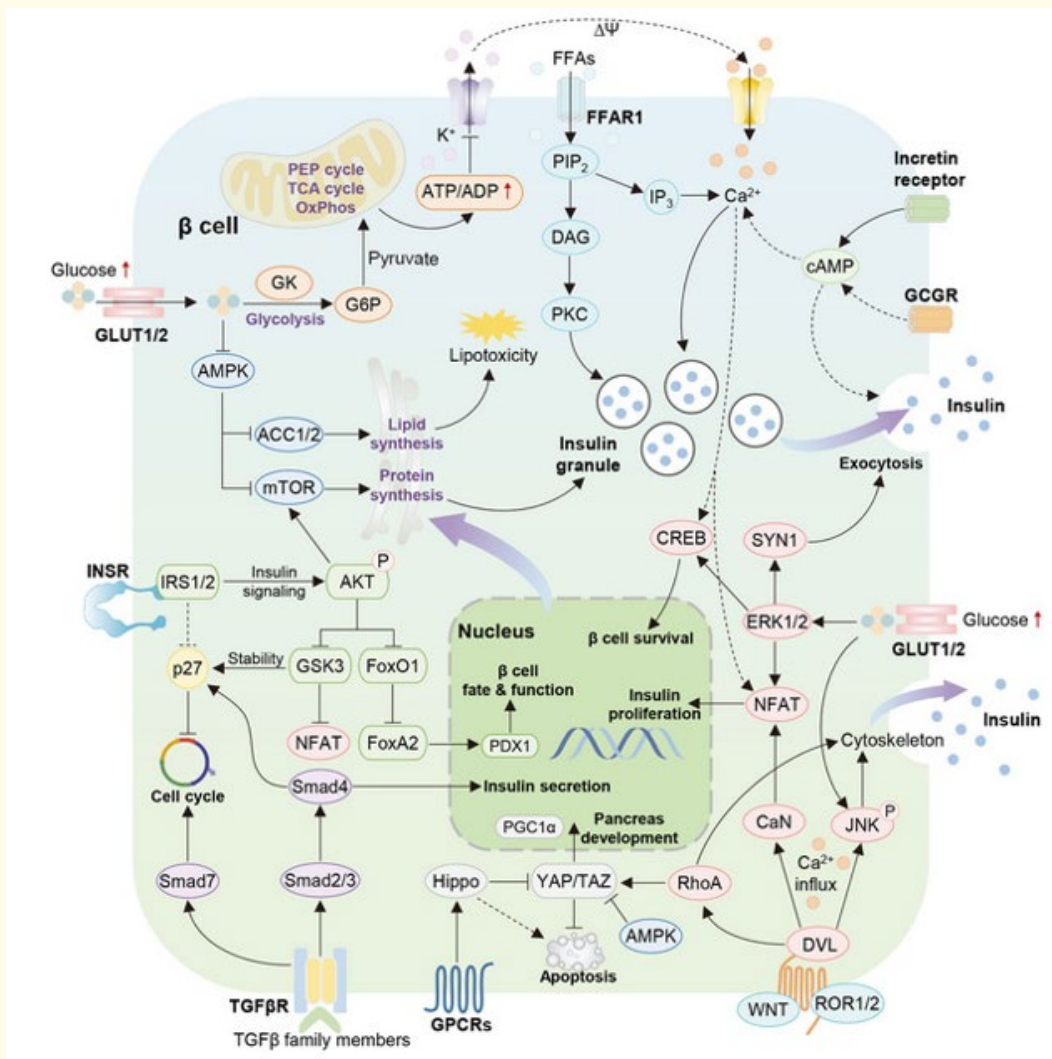 ΔΨ
FFAs
FFAR1
K⁺
PIP₂
PEP cycle
TCA cycle
OxPhos
ATP/ADP ↑
IP₃
Ca²⁺
Incretin
receptor
β cell
DAG
cAMP
Pyruvate
Glucose ↑
GK
G6P
Glycolysis
GLUT1/2
PKC
GCGR
Lipotoxicity
AMPK
Insulin
ACC1/2
Lipid
synthesis
Insulin
granule
Exocytosis
mTOR
Protein
synthesis
CREB
SYN1
P
INSR
IRS1/2
Insulin
signaling
AKT
Nucleus
β cell survival
ERK1/2
Glucose ↑
GLUT1/2
p27
Stability
GSK3
FoxO1
β cell
fate & function
Insulin
proliferation
NFAT
Insulin
NFAT
FoxA2
PDX1
Cytoskeleton
Cell cycle
Smad4
Insulin secretion
PGC1α
Pancreas
development
CaN
JNK
P
Ca²⁺
influx
Smad7
Smad2/3
Hippo
YAP/TAZ
RhoA
AMPK
DVL
Apoptosis
TGFβR
GPCRs
WNT
ROR1/2
TGFβ family members